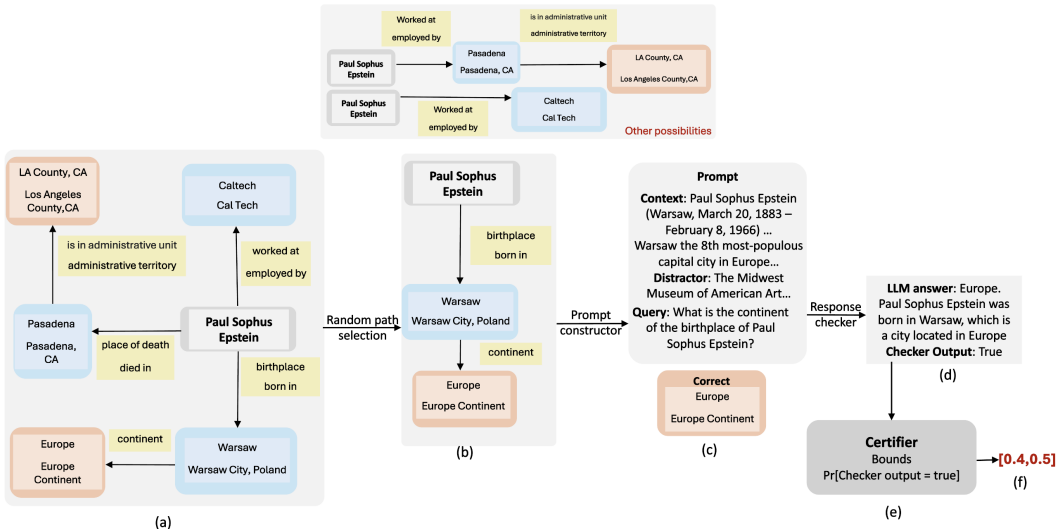 Worked at
employed by
is in administrative unit
administrative territory
Paul Sophus
Epstein
Pasadena
Pasadena, CA
LA County, CA
Los Angeles County,CA
Paul Sophus
Epstein
Worked at
employed by
Caltech
Cal Tech
Other possibilities
LA County, CA
Los Angeles
County,CA
Caltech
Cal Tech
is in administrative unit
administrative territory
worked at
employed by
Pasadena
Pasadena,
CA
place of death
died in
Paul Sophus
Epstein
birthplace
born in
Europe
Europe
Continent
continent
Warsaw
Warsaw City, Poland
(a)
Random path
selection
Paul Sophus
Epstein
birthplace
born in
Warsaw
Warsaw City, Poland
continent
Europe
Europe Continent
(b)
Prompt
constructor
Prompt
Context: Paul Sophus Epstein
(Warsaw, March 20, 1883 –
February 8, 1966) ...
Warsaw the 8th most-populous
capital city in Europe...
Distractor: The Midwest
Museum of American Art...
Query: What is the continent
of the birthplace of Paul
Sophus Epstein?
Correct
Europe
Europe Continent
(c)
Response
checker
LLM answer: Europe.
Paul Sophus Epstein was
born in Warsaw, which is
a city located in Europe
Checker Output: True
(d)
Certifier
Bounds
Pr[Checker output = true]
(e)
[0.4,0.5]
(f)